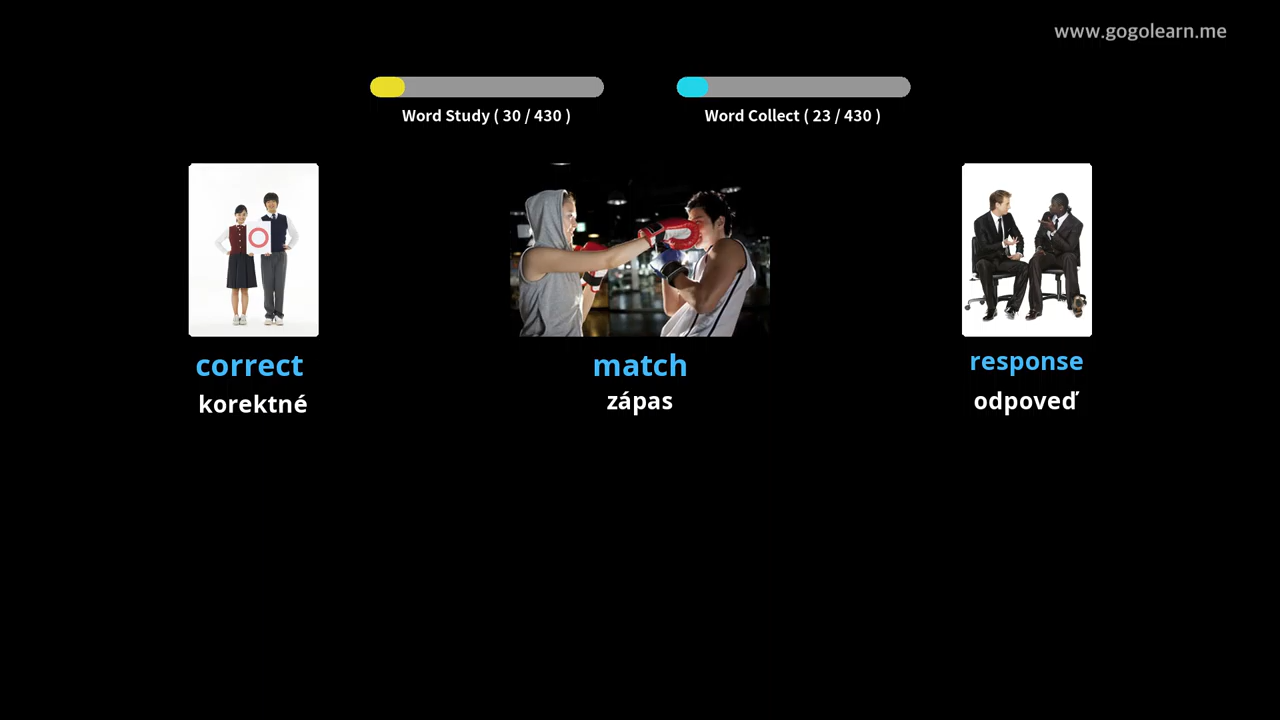 www.gogolearn.me
Word Study ( 30 / 430 )
Word Collect ( 23 / 430 )
correct
korektné
match
zápas
response
odpoveď